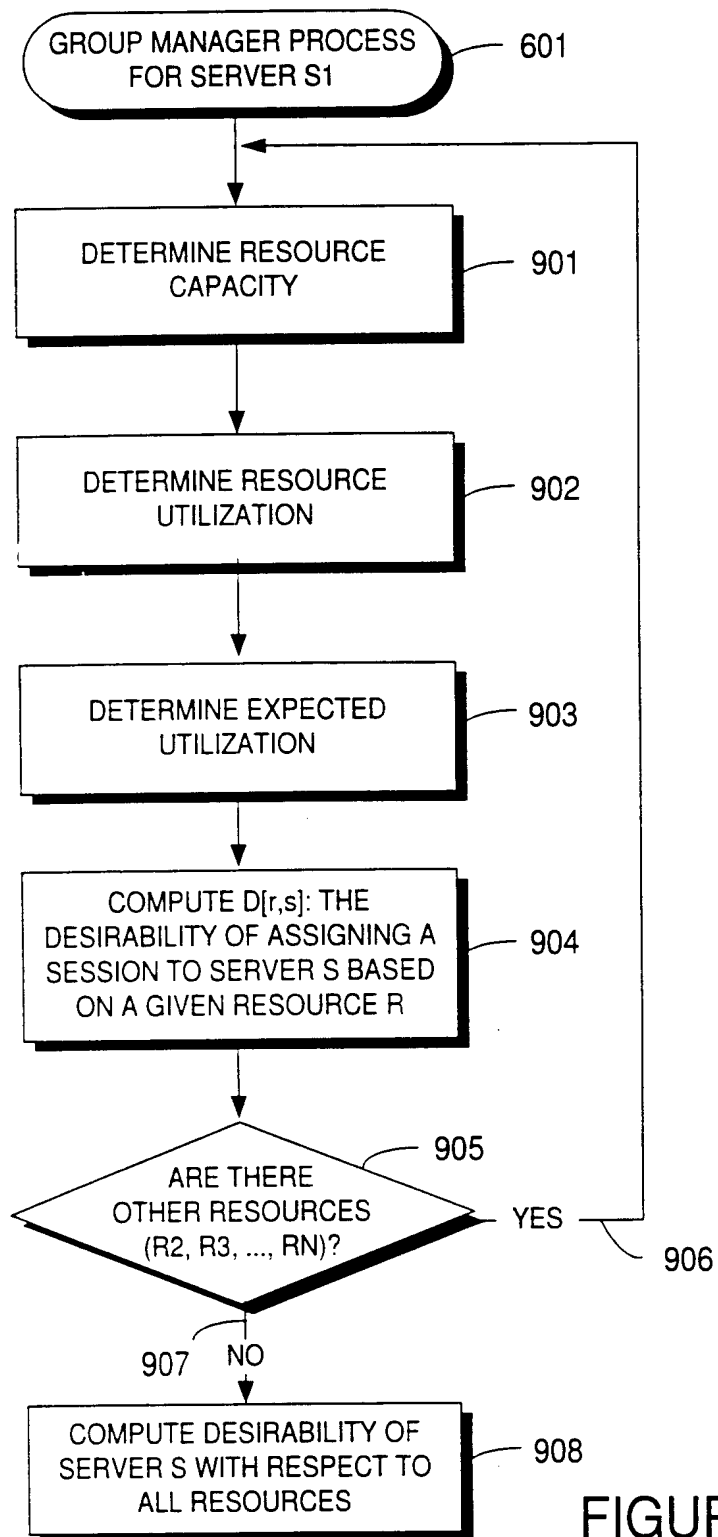 GROUP MANAGER PROCESS
FOR SERVER S1
601
DETERMINE RESOURCE
CAPACITY
901
DETERMINE RESOURCE
UTILIZATION
902
DETERMINE EXPECTED
UTILIZATION
903
COMPUTE D[r,s]: THE
DESIRABILITY OF ASSIGNING A
SESSION TO SERVER S BASED
ON A GIVEN RESOURCE R
904
ARE THERE
OTHER RESOURCES
(R2, R3, ..., RN)?
905
YES
906
907
NO
COMPUTE DESIRABILITY OF
SERVER S WITH RESPECT TO
ALL RESOURCES
908